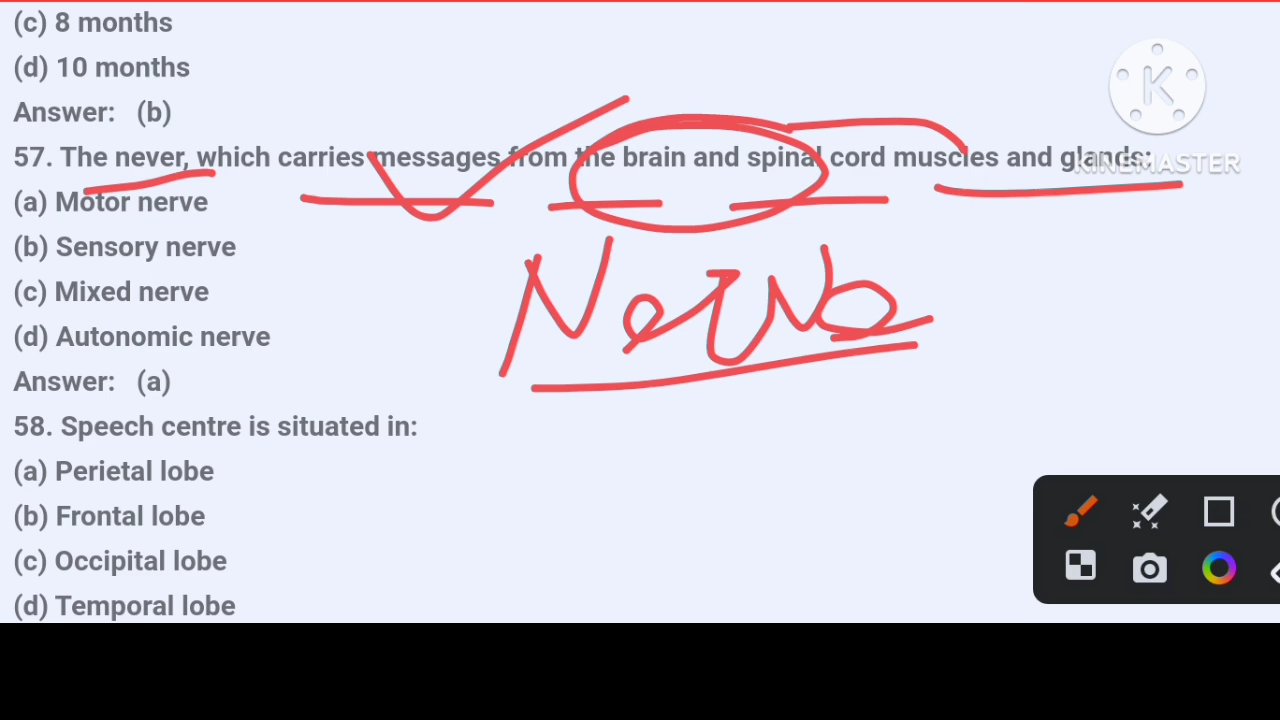 (c) 8 months
(d) 10 months
Answer: (b)
57. The never, which carries messages from the brain and spinal cord muscles and glands:
KINEMASTER
(a) Motor nerve
(b) Sensory nerve
(c) Mixed nerve
(d) Autonomic nerve
Nerve
Answer: (a)
58. Speech centre is situated in:
(a) Perietal lobe
(b) Frontal lobe
(c) Occipital lobe
(d) Temporal lobe